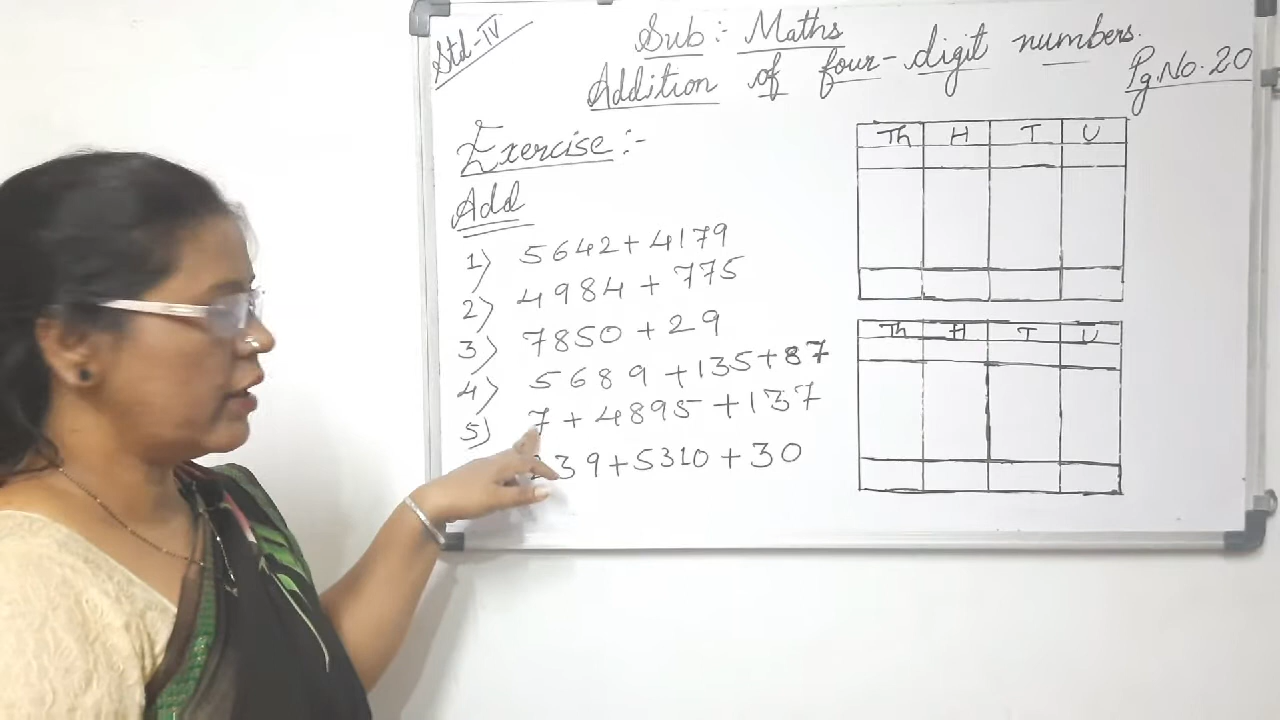 Std-IV
Sub:- Maths
Addition of four-digit numbers.
Pg.No.20
Exercise:-
Add
1) 5642+4179
2) 4984+775
3) 7850+29
4) 5689+135+87
5) 7+4895+137
39+5310+30
Th H T U
Th H T U